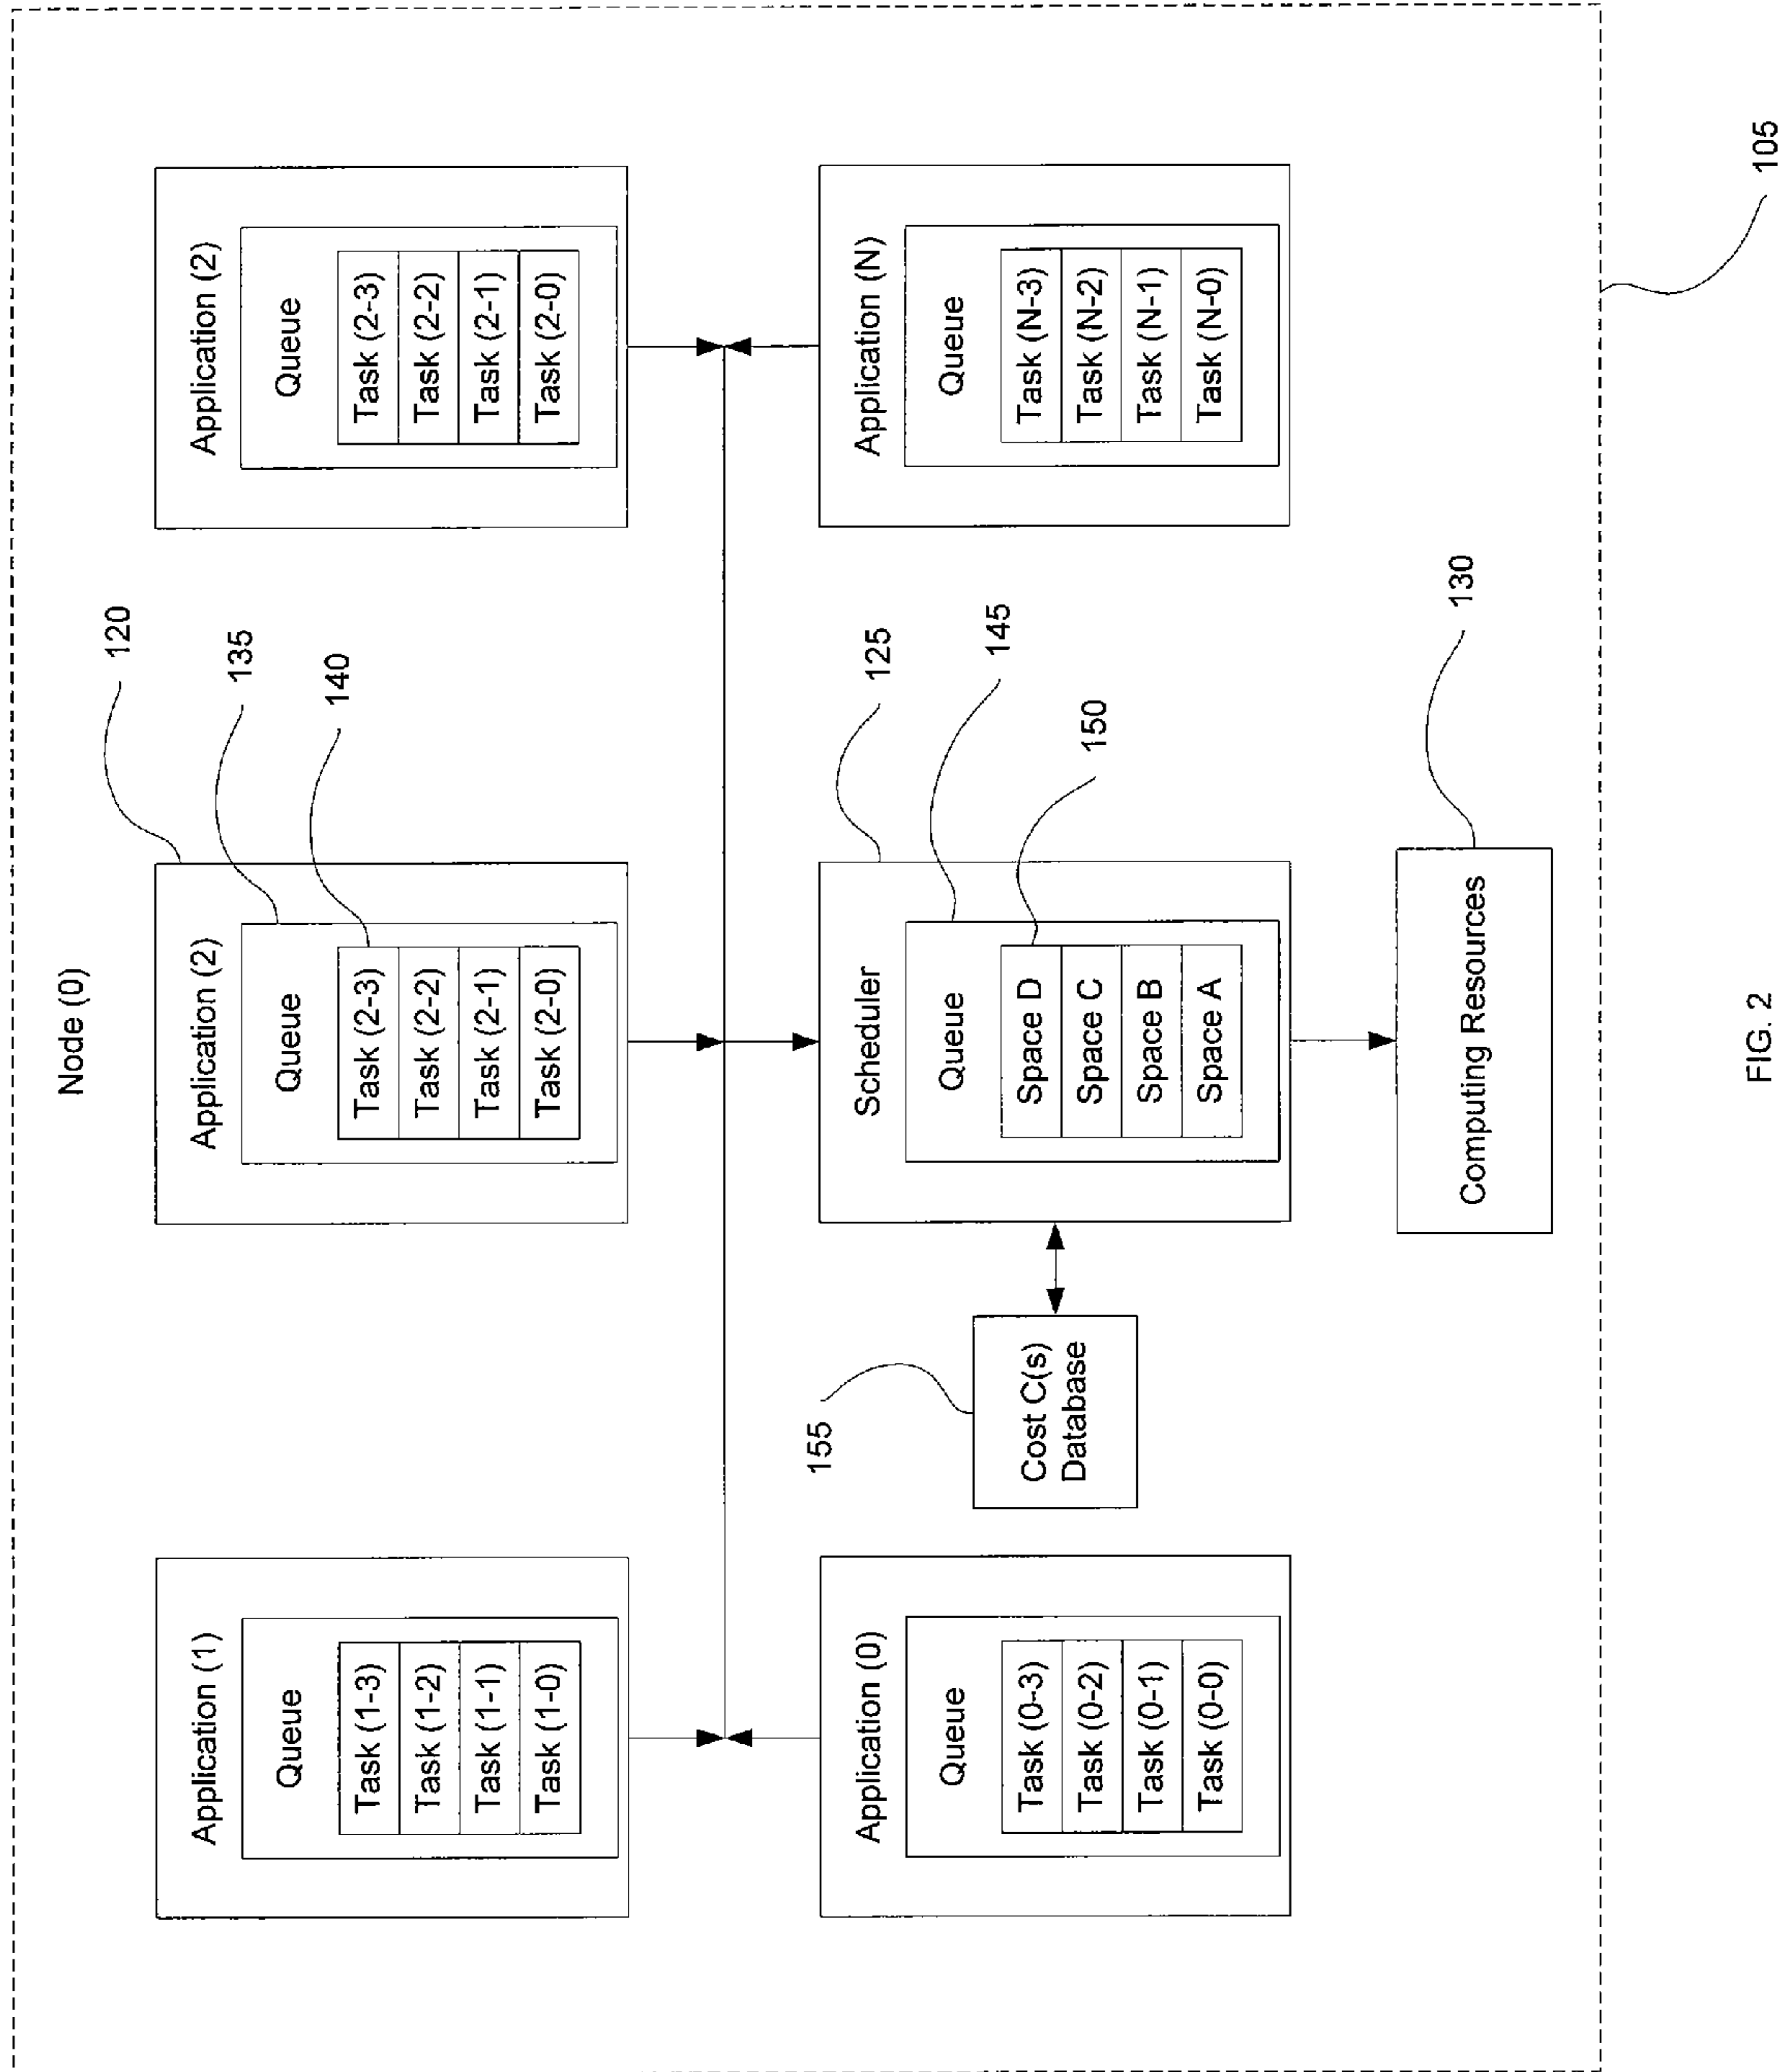 Node (0)
Application (1)
Queue
Task (1-3)
Task (1-2)
Task (1-1)
Task (1-0)
Application (2)
Queue
Task (2-3)
Task (2-2)
Task (2-1)
Task (2-0)
120
135
140
Application (2)
Queue
Task (2-3)
Task (2-2)
Task (2-1)
Task (2-0)
Application (0)
Queue
Task (0-3)
Task (0-2)
Task (0-1)
Task (0-0)
155
Cost C(s)
Database
Scheduler
Queue
Space D
Space C
Space B
Space A
125
145
150
Application (N)
Queue
Task (N-3)
Task (N-2)
Task (N-1)
Task (N-0)
Computing Resources
130
105
FIG. 2